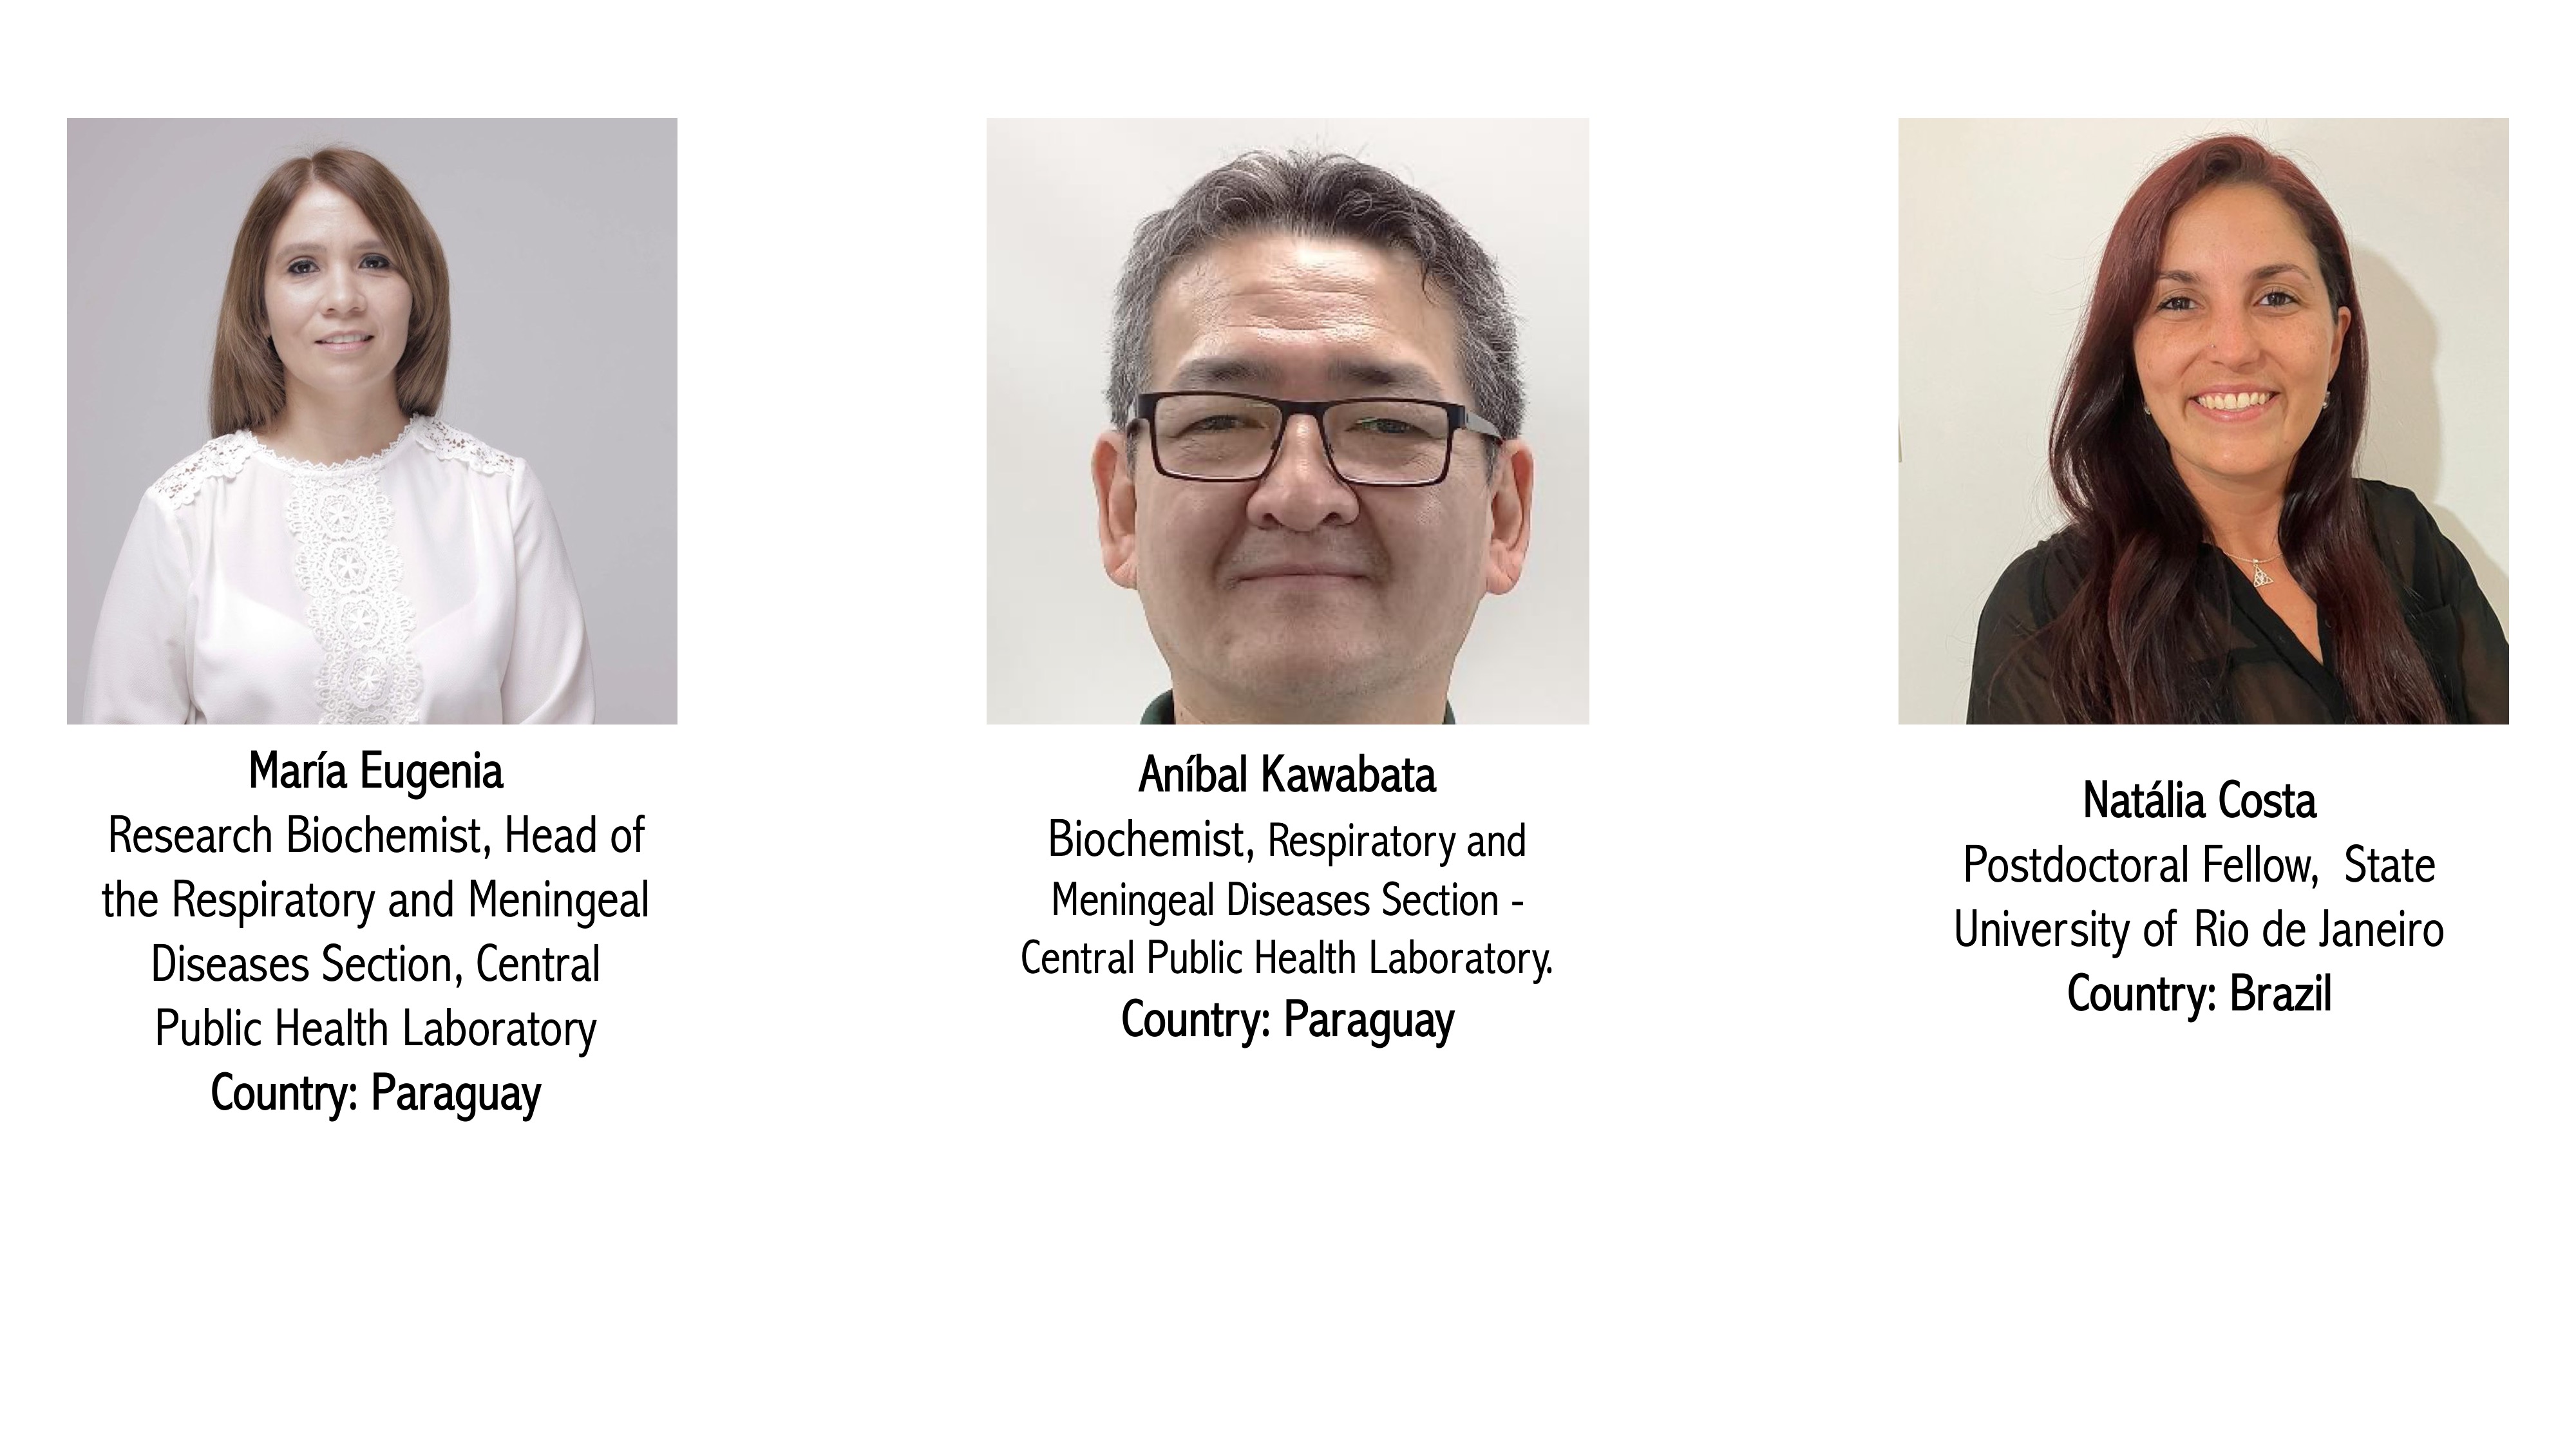 María Eugenia
Research Biochemist, Head of
the Respiratory and Meningeal
Diseases Section, Central
Public Health Laboratory
Country: Paraguay
Aníbal Kawabata
Biochemist, Respiratory and
Meningeal Diseases Section -
Central Public Health Laboratory.
Country: Paraguay
Natália Costa
Postdoctoral Fellow,  State
University of Rio de Janeiro
Country: Brazil